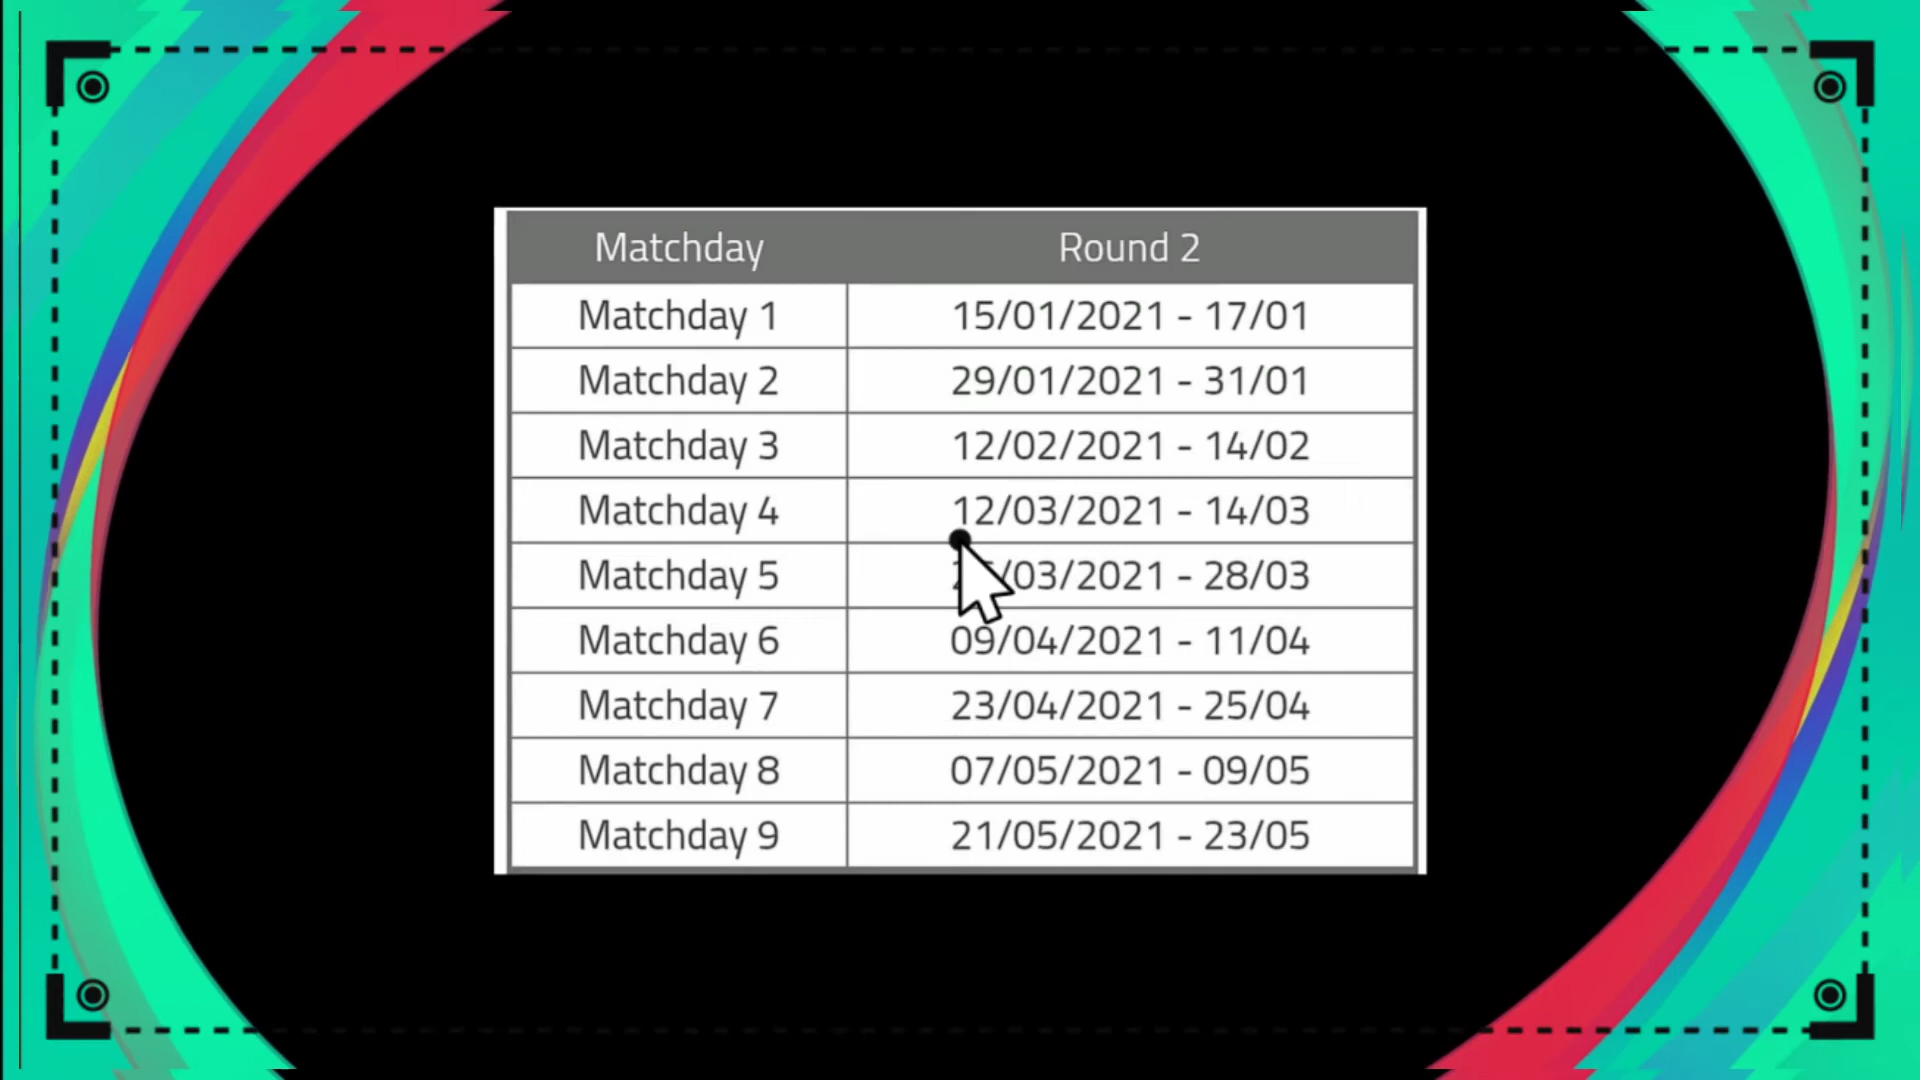 Matchday Round 2
Matchday 1 15/01/2021 - 17/01
Matchday 2 29/01/2021 - 31/01
Matchday 3 12/02/2021 - 14/02
Matchday 4 12/03/2021 - 14/03
Matchday 5 /03/2021 - 28/03
Matchday 6 09/04/2021 - 11/04
Matchday 7 23/04/2021 - 25/04
Matchday 8 07/05/2021 - 09/05
Matchday 9 21/05/2021 - 23/05